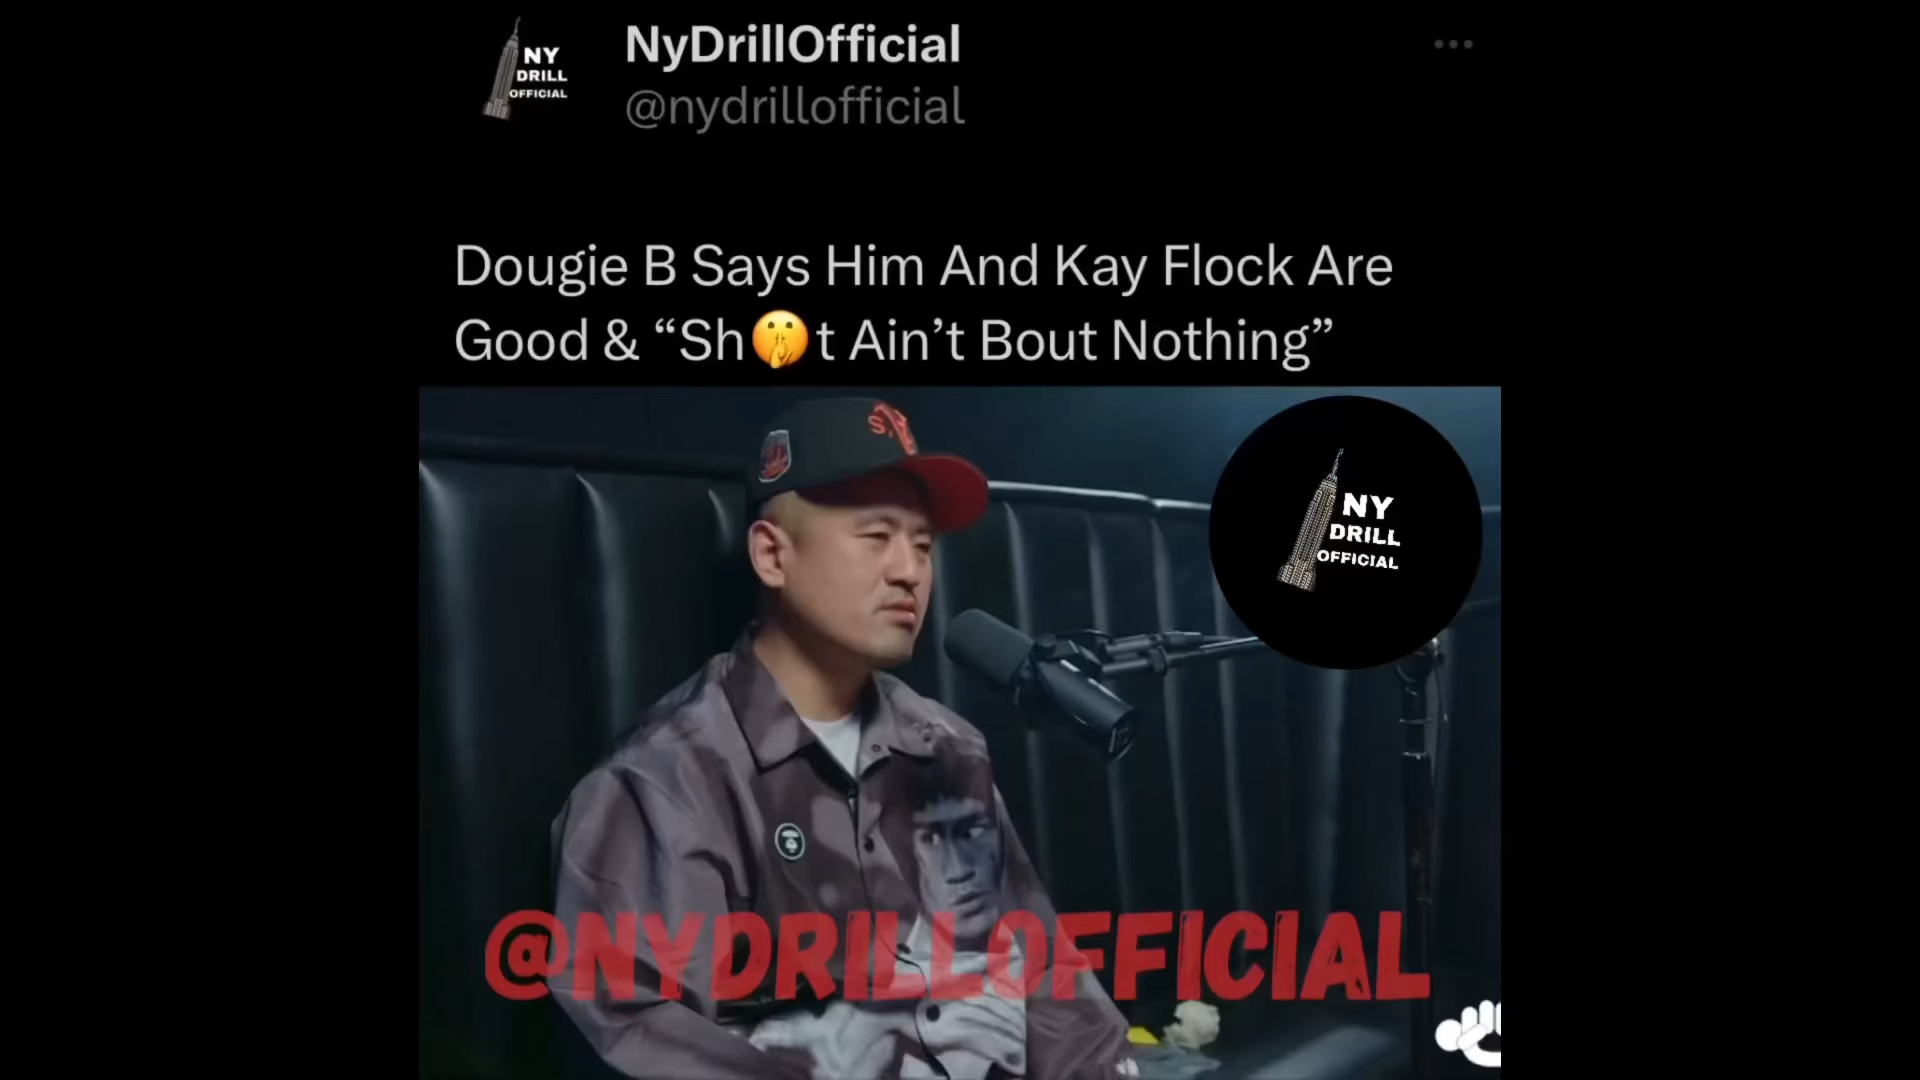 NY
DRILL
OFFICIAL
NyDrillOfficial
@nydrillofficial
Dougie B Says Him And Kay Flock Are
Good & “Sh🤫t Ain’t Bout Nothing”
NY
DRILL
OFFICIAL
@NYDRILLOFFICIAL